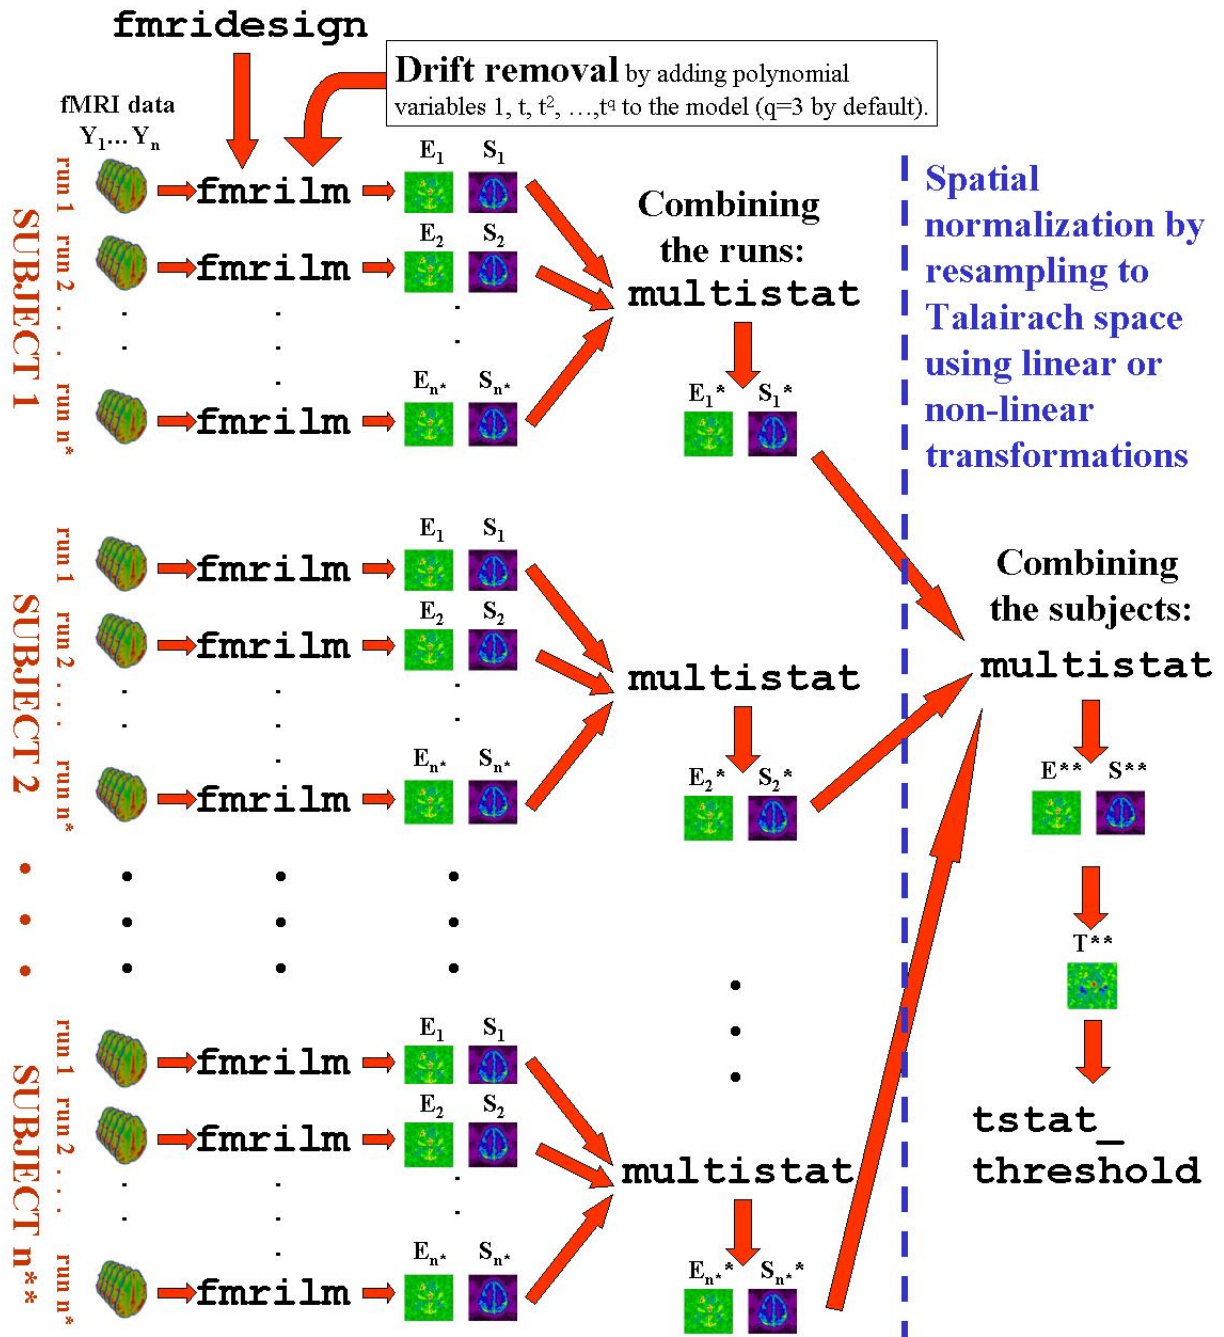 fmridesign
Drift removal by adding polynomial
variables 1, t, t², …,t^q to the model (q=3 by default).
fMRI data
Y₁… Yₙ
SUBJECT 1
run 1
run 2 . . .
run n*
fmrilm
fmrilm
fmrilm
E₁ S₁
E₂ S₂
Eₙ* Sₙ*
Combining
the runs:
multistat
E₁* S₁*
Spatial
normalization by
resampling to
Talairach space
using linear or
non-linear
transformations
SUBJECT 2
run 1
run 2 . . .
run n*
fmrilm
fmrilm
fmrilm
E₁ S₁
E₂ S₂
Eₙ* Sₙ*
multistat
E₂* S₂*
Combining
the subjects:
multistat
E** S**
T**
tstat_
threshold
SUBJECT n**
run 1
run 2 . . .
run n*
fmrilm
fmrilm
fmrilm
E₁ S₁
E₂ S₂
Eₙ* Sₙ*
multistat
Eₙ** Sₙ**